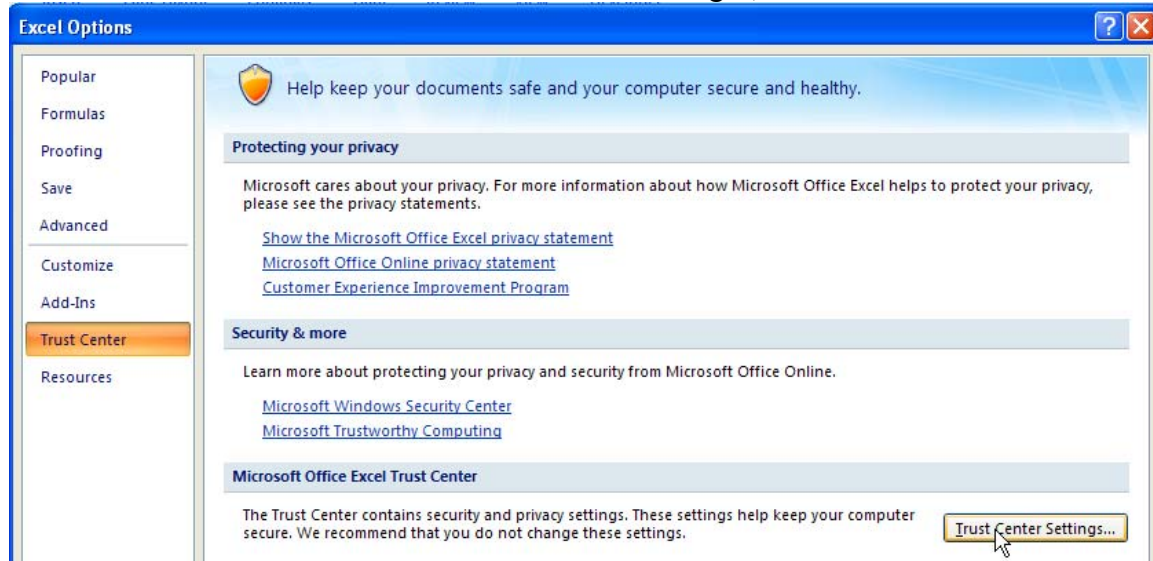 Excel Options
Popular
Formulas
Proofing
Save
Advanced
Customize
Add-Ins
Trust Center
Resources
Help keep your documents safe and your computer secure and healthy.
Protecting your privacy
Microsoft cares about your privacy. For more information about how Microsoft Office Excel helps to protect your privacy,
please see the privacy statements.
Show the Microsoft Office Excel privacy statement
Microsoft Office Online privacy statement
Customer Experience Improvement Program
Security & more
Learn more about protecting your privacy and security from Microsoft Office Online.
Microsoft Windows Security Center
Microsoft Trustworthy Computing
Microsoft Office Excel Trust Center
The Trust Center contains security and privacy settings. These settings help keep your computer
secure. We recommend that you do not change these settings.
Trust Center Settings...